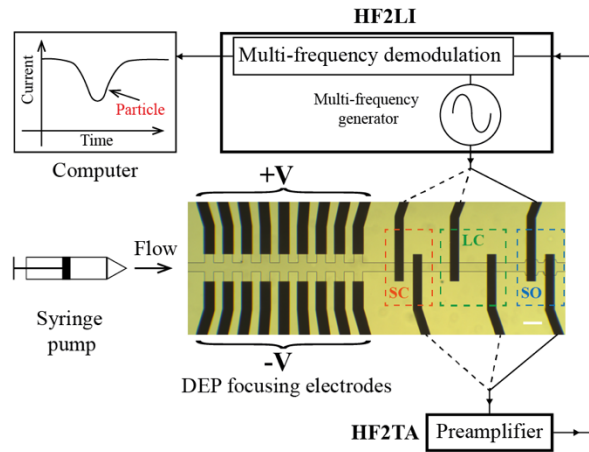 HF2LI
Multi-frequency demodulation
Multi-frequency
generator
Current
Particle
Time
Computer
+V
Flow
Syringe
pump
SC
LC
SO
-V
DEP focusing electrodes
HF2TA
Preamplifier